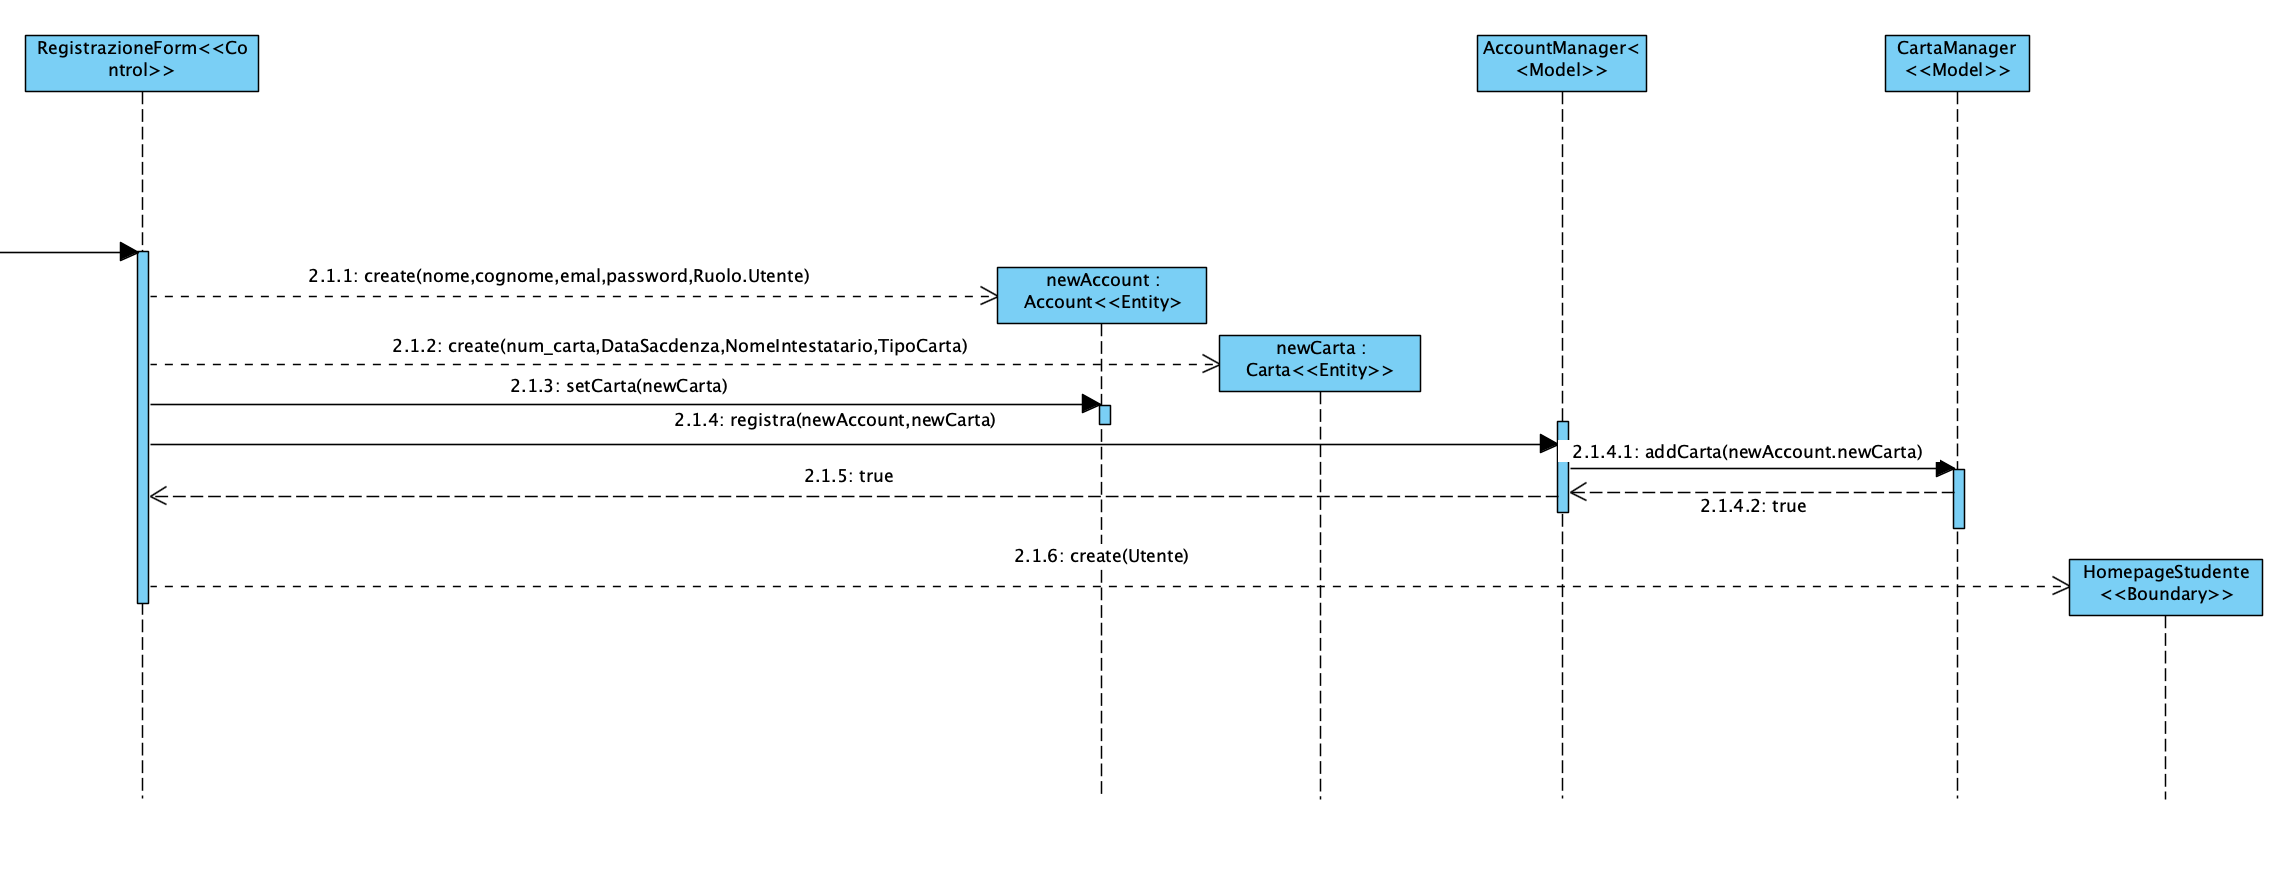 RegistrazioneForm<<Co
ntrol>>
AccountManager<
<Model>>
CartaManager
<<Model>>
2.1.1: create(nome,cognome,emal,password,Ruolo.Utente)
newAccount :
Account<<Entity>
2.1.2: create(num_carta,DataSacdenza,NomeIntestatario,TipoCarta)
newCarta :
Carta<<Entity>>
2.1.3: setCarta(newCarta)
2.1.4: registra(newAccount,newCarta)
2.1.4.1: addCarta(newAccount.newCarta)
2.1.5: true
2.1.4.2: true
2.1.6: create(Utente)
HomepageStudente
<<Boundary>>